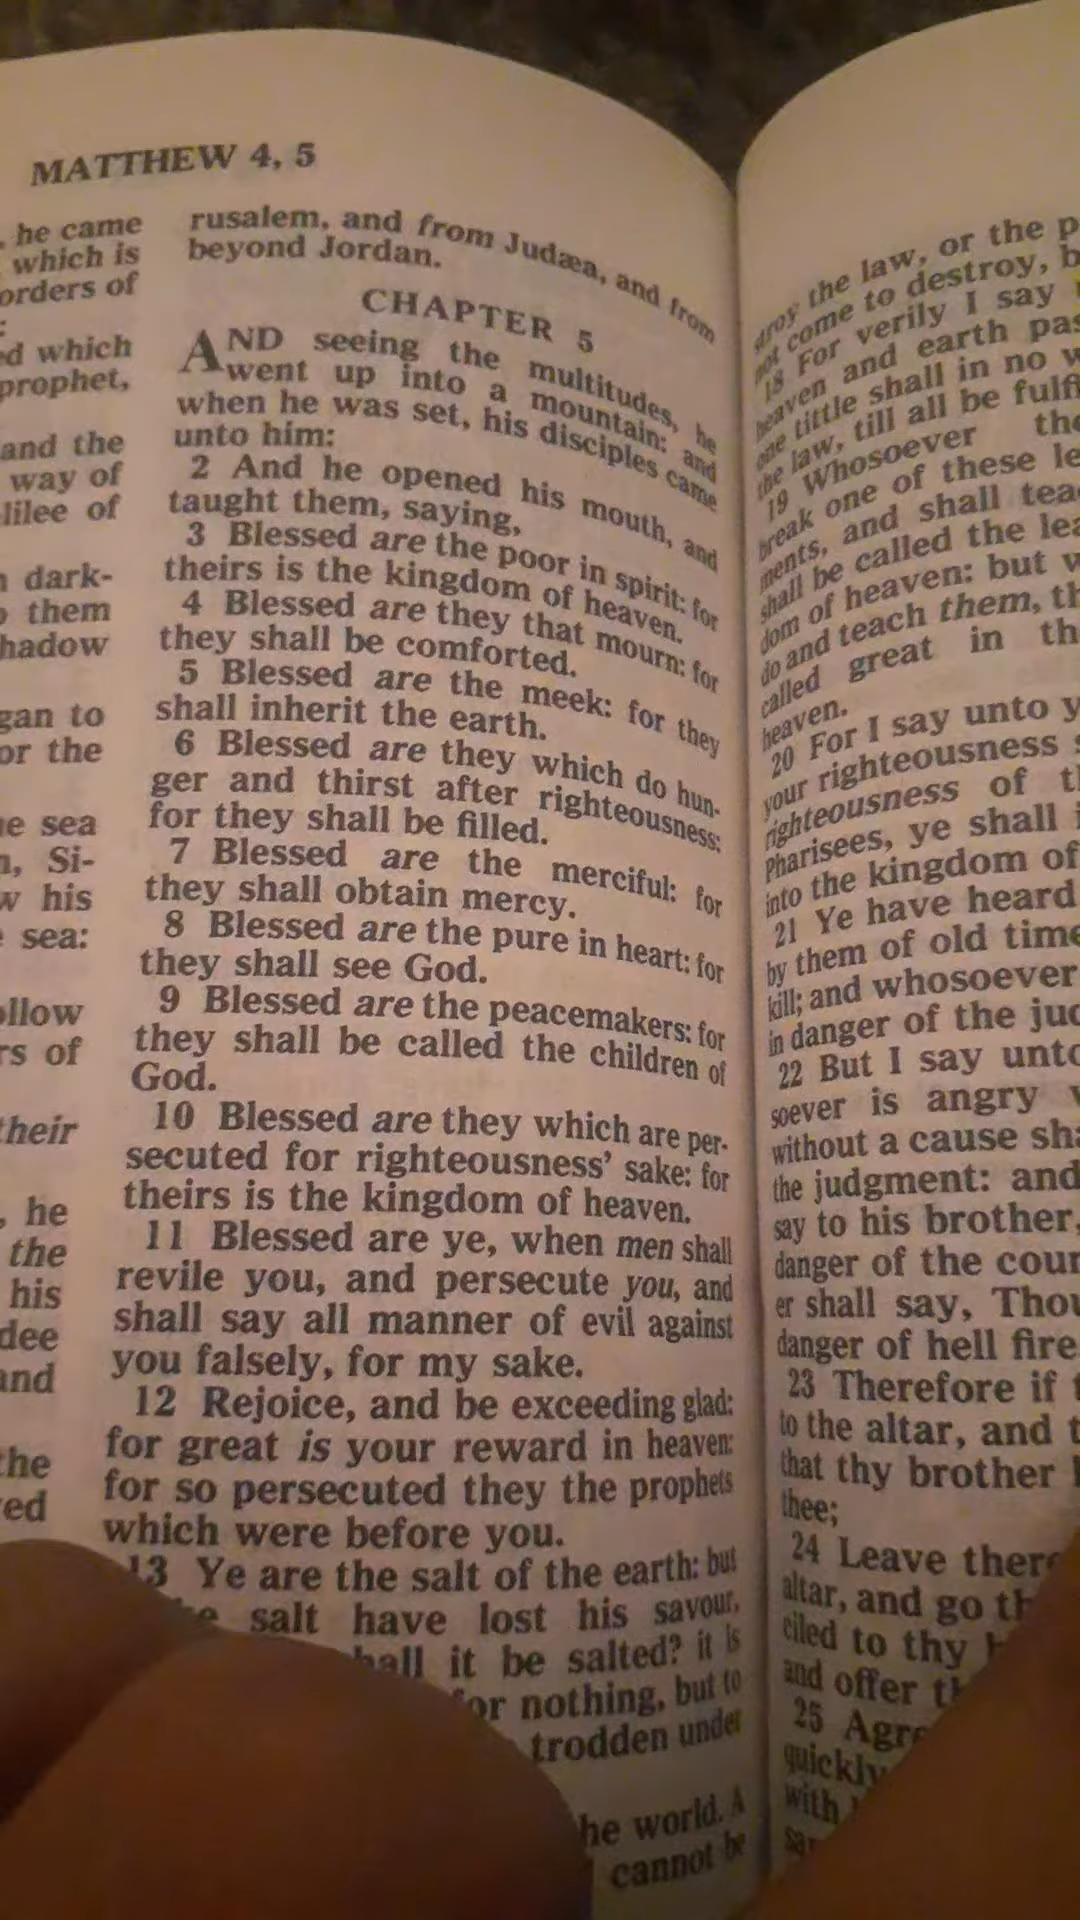 MATTHEW 4, 5
he came
which is
orders of
which
prophet,
and the
way of
of
dark-
them
to
or the
sea
Si-
his
sea:
of
their
he
the
his
and
the
rusalem, and from Judæa, and from
beyond Jordan.
CHAPTER 5
AND seeing the multitudes, he
went up into a mountain: and
when he was set, his disciples came
unto him:
2 And he opened his mouth, and
taught them, saying,
3 Blessed are the poor in spirit: for
theirs is the kingdom of heaven.
4 Blessed are they that mourn: for
they shall be comforted.
5 Blessed are the meek: for they
shall inherit the earth.
6 Blessed are they which do hun-
ger and thirst after righteousness:
for they shall be filled.
7 Blessed are the merciful: for
they shall obtain mercy.
8 Blessed are the pure in heart: for
they shall see God.
9 Blessed are the peacemakers: for
they shall be called the children of
God.
10 Blessed are they which are per-
secuted for righteousness' sake: for
theirs is the kingdom of heaven.
11 Blessed are ye, when men shall
revile you, and persecute you, and
shall say all manner of evil against
you falsely, for my sake.
12 Rejoice, and be exceeding glad:
for great is your reward in heaven:
for so persecuted they the prophets
which were before you.
13 Ye are the salt of the earth: but
salt have lost his savour,
it be salted? it is
for nothing, but to
trodden under
the world. A
cannot be
the law, or the
not come to destroy,
18 For verily I say
heaven and earth
one tittle shall in no
the law, till all be
19 Whosoever
break one of these
ments, and shall
shall be called the
dom of heaven: but
do and teach them,
called great in
heaven.
20 For I say unto
your righteousness
righteousness of
Pharisees, ye shall
into the kingdom of
21 Ye have heard
by them of old time
kill; and whosoever
in danger of the
22 But I say
soever is angry
without a cause
the judgment: and
say to his brother,
danger of the
er shall say,
danger of hell fire
23 Therefore if
to the altar, and
that thy brother
thee;
24 Leave
altar, and go
ciled to thy
and offer
25
quickly
with